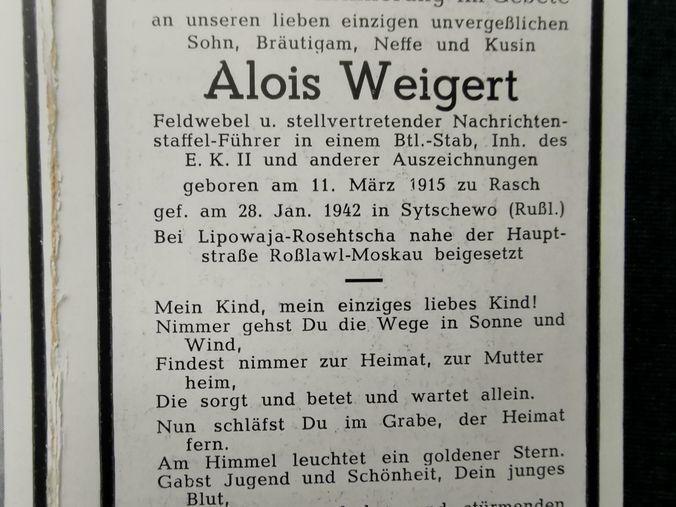 im Gebete
an unseren lieben einzigen unvergeßlichen
Sohn, Bräutigam, Neffe und Kusin
Alois Weigert
Feldwebel u. stellvertretender Nachrichten-
staffel-Führer in einem Btl.-Stab, Inh. des
E. K. II und anderer Auszeichnungen
geboren am 11. März 1915 zu Rasch
gef. am 28. Jan. 1942 in Sytschewo (Rußl.)
Bei Lipowaja-Rosehtscha nahe der Haupt-
straße Roßlawl-Moskau beigesetzt
Mein Kind, mein einziges liebes Kind!
Nimmer gehst Du die Wege in Sonne und
Wind,
Findest nimmer zur Heimat, zur Mutter
heim,
Die sorgt und betet und wartet allein.
Nun schläfst Du im Grabe, der Heimat
fern.
Am Himmel leuchtet ein goldener Stern.
Gabst Jugend und Schönheit, Dein junges
Blut,
und stürmenden